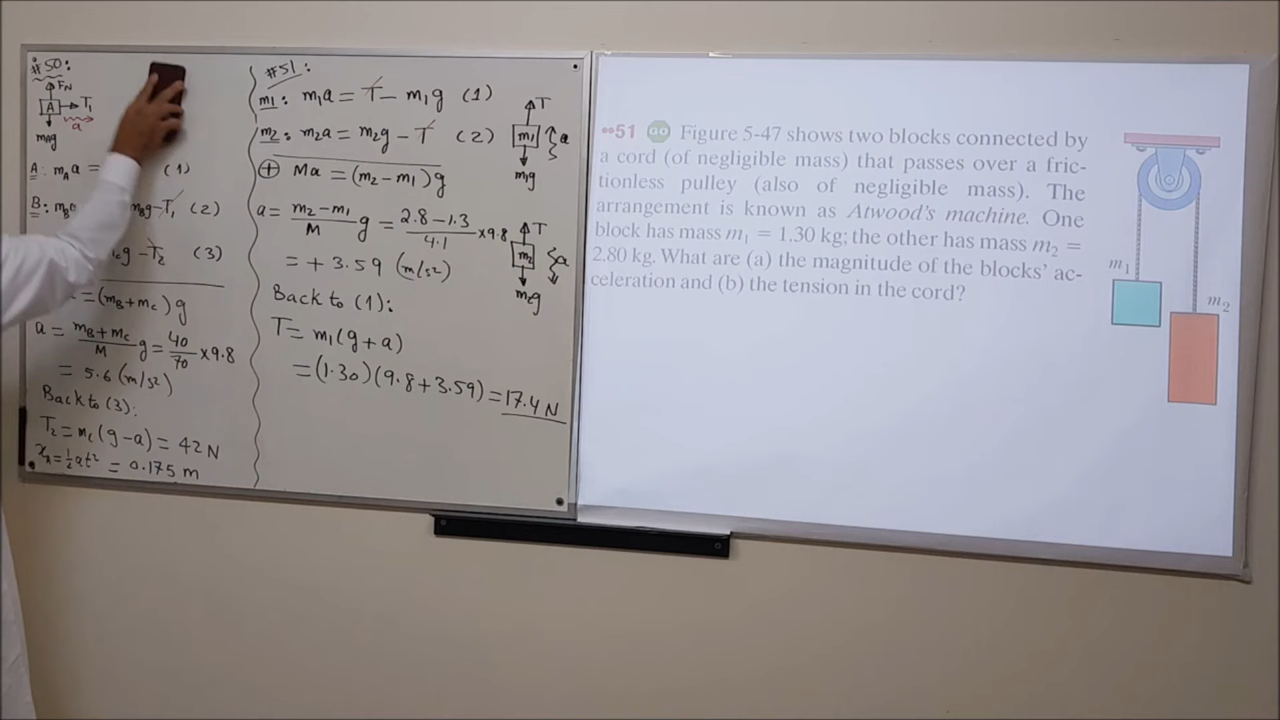 #50:
FN
A
T₁
a
mAg
A: mAa = (1)
B: mB g-T₁ (2)
g-T₂ (3)
=(mB+mC)g
a = (mB+mC)/M g = 40/70 ×9.8
= 5.6 (m/s²)
Back to (3):
T₂ = mC(g-a) = 42 N
xA = ½at² = 0.175 m
#51:
m₁: m₁a = T - m₁g (1)
m₂: m₂a = m₂g - T (2)
⊕ Ma = (m₂-m₁)g
a = (m₂-m₁)/M g = (2.8-1.3)/4.1 ×9.8
= +3.59 (m/s²)
Back to (1):
T = m₁(g+a)
= (1.30)(9.8+3.59) = 17.4 N
T
m₁
a
m₁g
T
m₂
a
m₂g
••51 GO Figure 5-47 shows two blocks connected by
a cord (of negligible mass) that passes over a fric-
tionless pulley (also of negligible mass). The
arrangement is known as Atwood's machine. One
block has mass m₁ = 1.30 kg; the other has mass m₂ =
2.80 kg. What are (a) the magnitude of the blocks' ac-
celeration and (b) the tension in the cord?
m₁
m₂